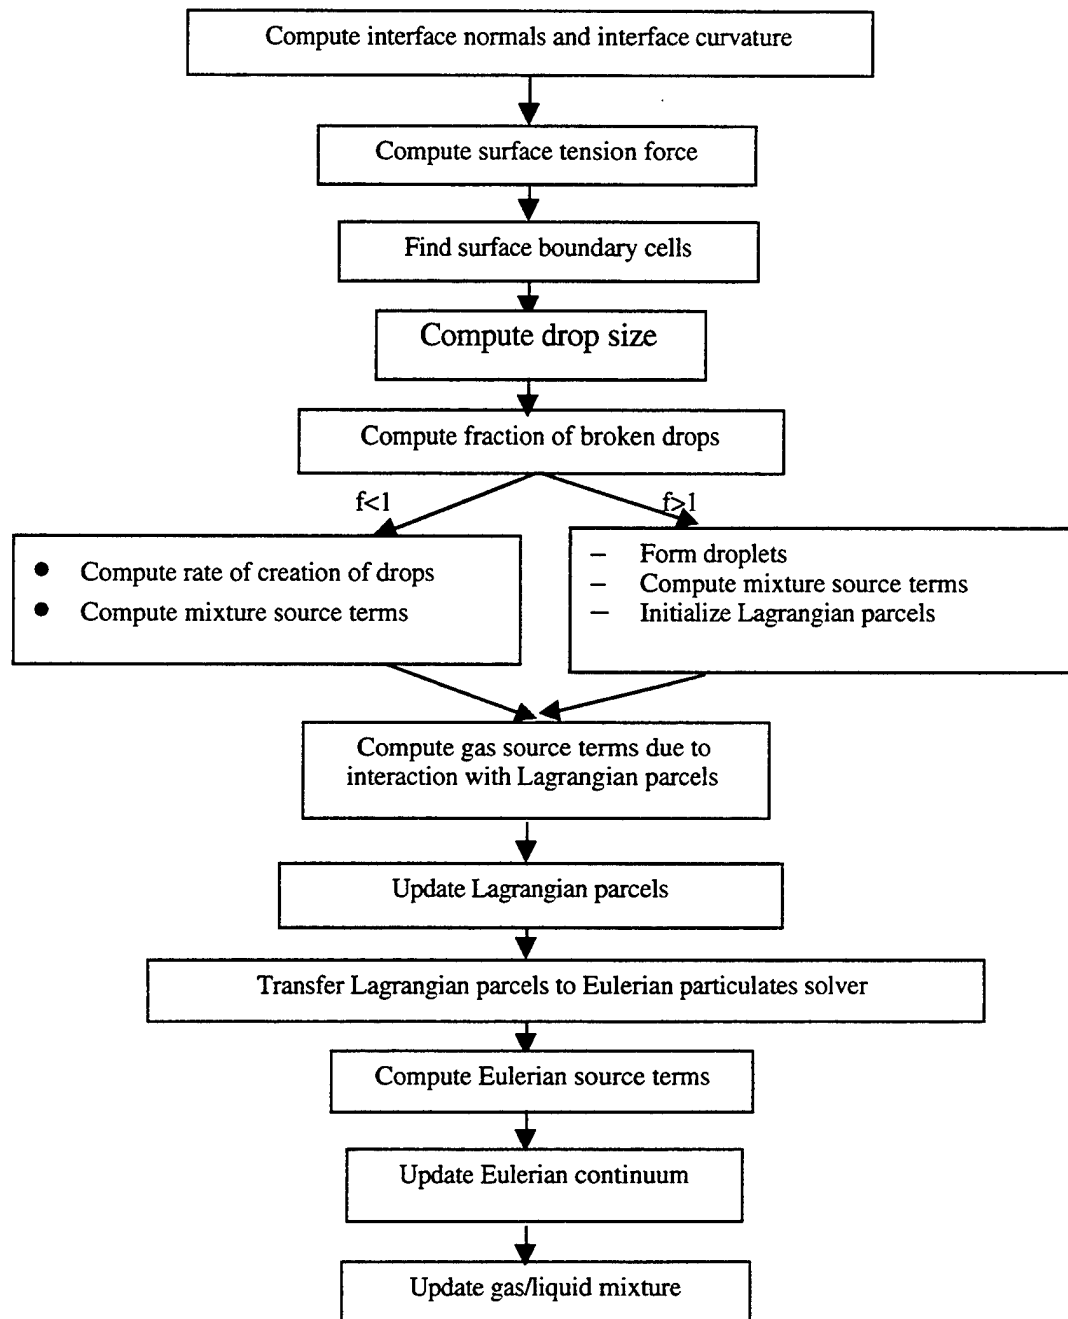 Compute interface normals and interface curvature
Compute surface tension force
Find surface boundary cells
Compute drop size
Compute fraction of broken drops
f<1
f>1
● Compute rate of creation of drops
● Compute mixture source terms
– Form droplets
– Compute mixture source terms
– Initialize Lagrangian parcels
Compute gas source terms due to
interaction with Lagrangian parcels
Update Lagrangian parcels
Transfer Lagrangian parcels to Eulerian particulates solver
Compute Eulerian source terms
Update Eulerian continuum
Update gas/liquid mixture